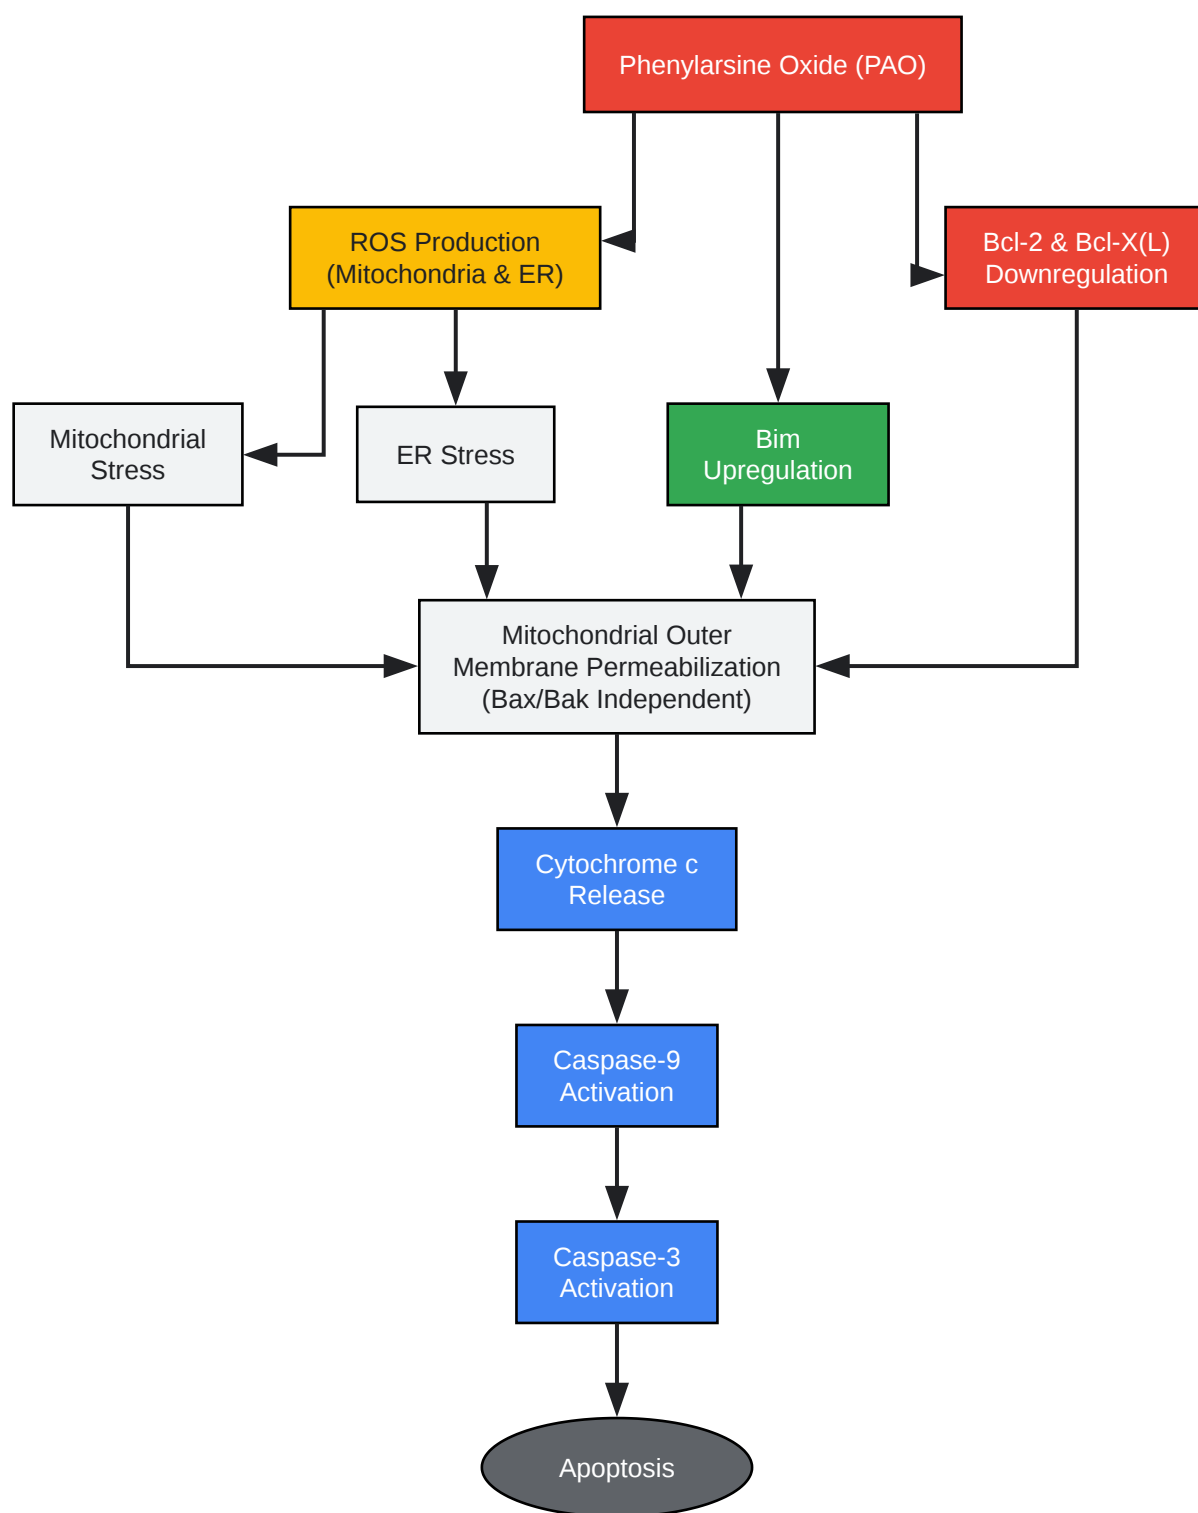 Phenylarsine Oxide (PAO)
ROS Production
(Mitochondria & ER)
Bcl-2 & Bcl-X(L)
Downregulation
Mitochondrial
Stress
ER Stress
Bim
Upregulation
Mitochondrial Outer
Membrane Permeabilization
(Bax/Bak Independent)
Cytochrome c
Release
Caspase-9
Activation
Caspase-3
Activation
Apoptosis